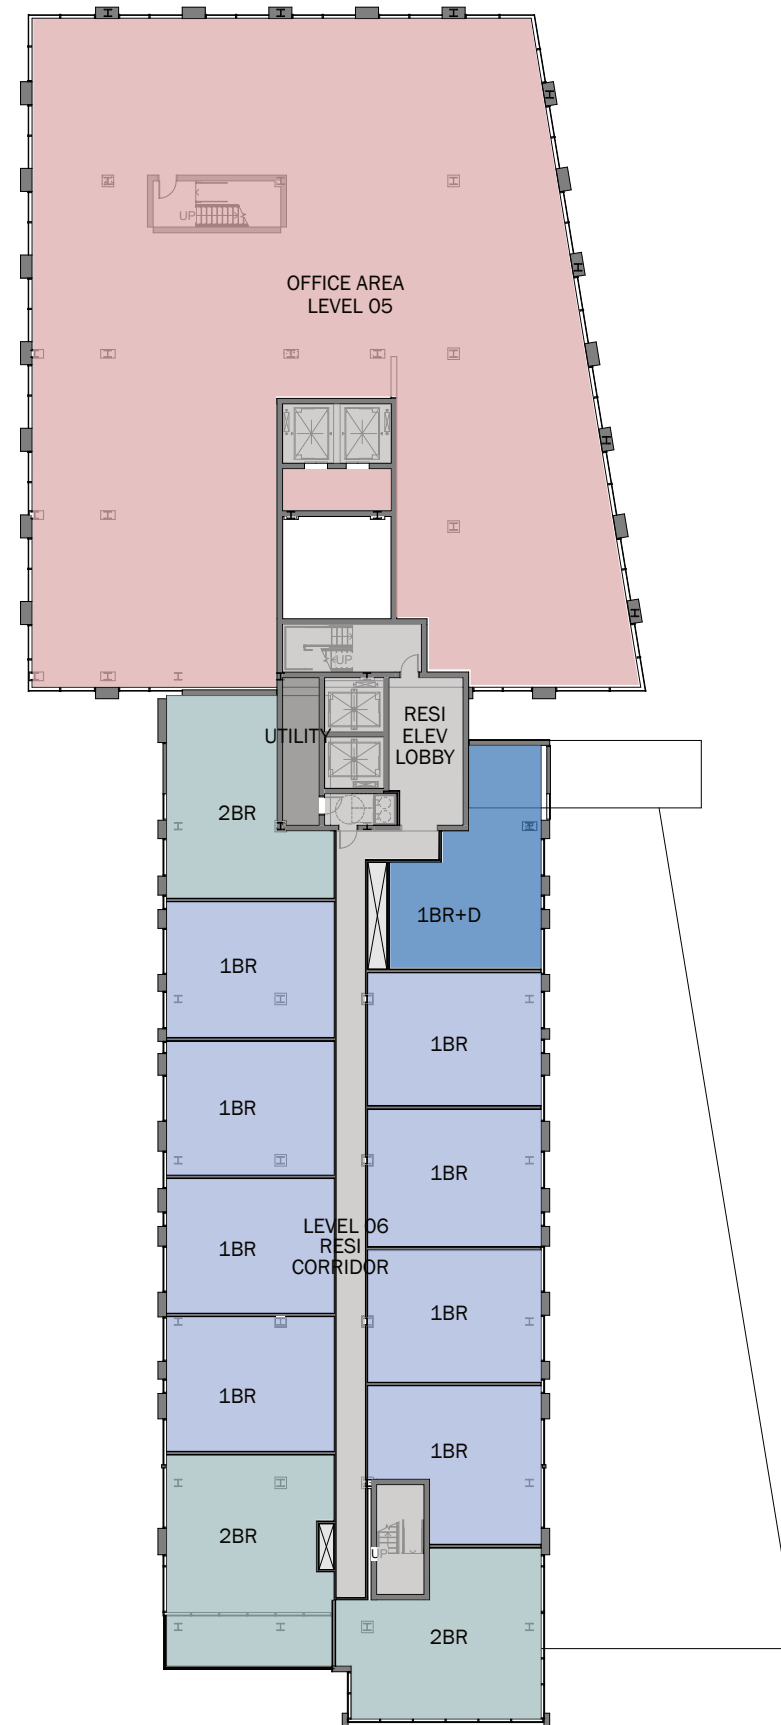 UP
OFFICE AREA
LEVEL 05
UP
RESI
ELEV
LOBBY
UTILITY
2BR
1BR+D
1BR
1BR
1BR
1BR
LEVEL 06
RESI
CORRIDOR
1BR
1BR
1BR
1BR
2BR
UP
2BR